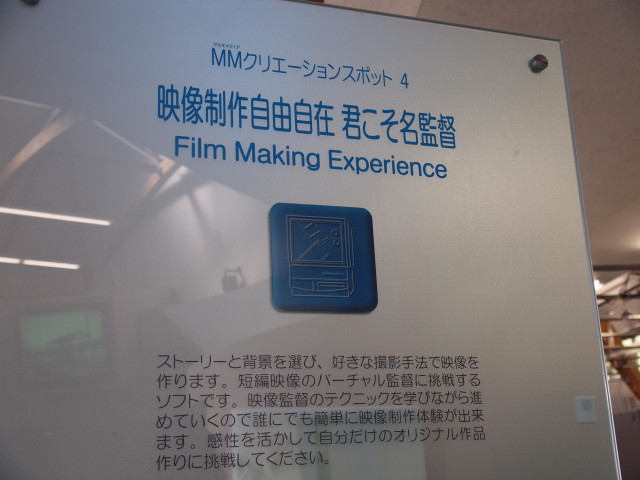 マルチメディア
MMクリエーションスポット 4
映像制作自由自在 君こそ名監督
Film Making Experience
ストーリーと背景を選び、好きな撮影手法で映像を
作ります。短編映像のバーチャル監督に挑戦する
ソフトです。映像監督のテクニックを学びながら進
めていくので誰にでも簡単に映像制作体験が出来
ます。感性を活かして自分だけのオリジナル作品
作りに挑戦してください。